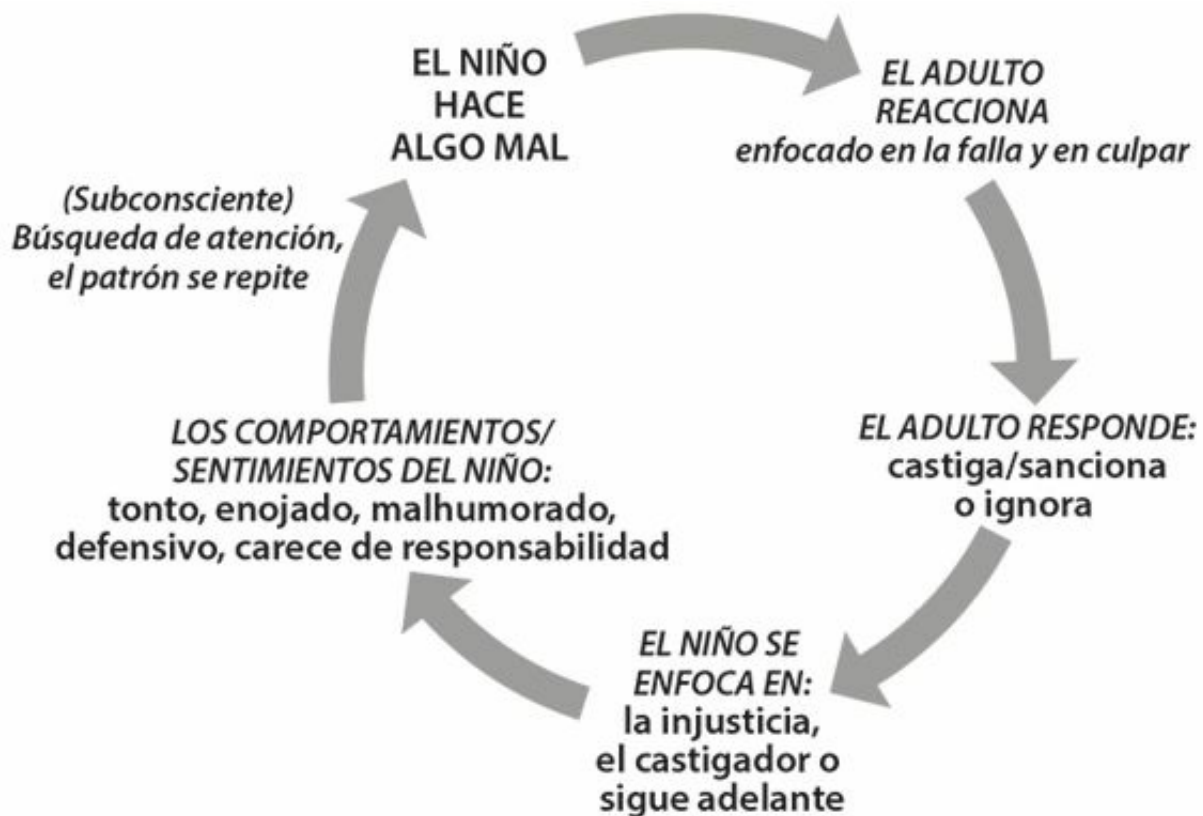 EL NIÑO
HACE
ALGO MAL
EL ADULTO
REACCIONA
enfocado en la falla y en culpar
EL ADULTO RESPONDE:
castiga/sanciona
o ignora
EL NIÑO SE
ENFOCA EN:
la injusticia,
el castigador o
sigue adelante
LOS COMPORTAMIENTOS/
SENTIMIENTOS DEL NIÑO:
tonto, enojado, malhumorado,
defensivo, carece de responsabilidad
(Subconsciente)
Búsqueda de atención,
el patrón se repite